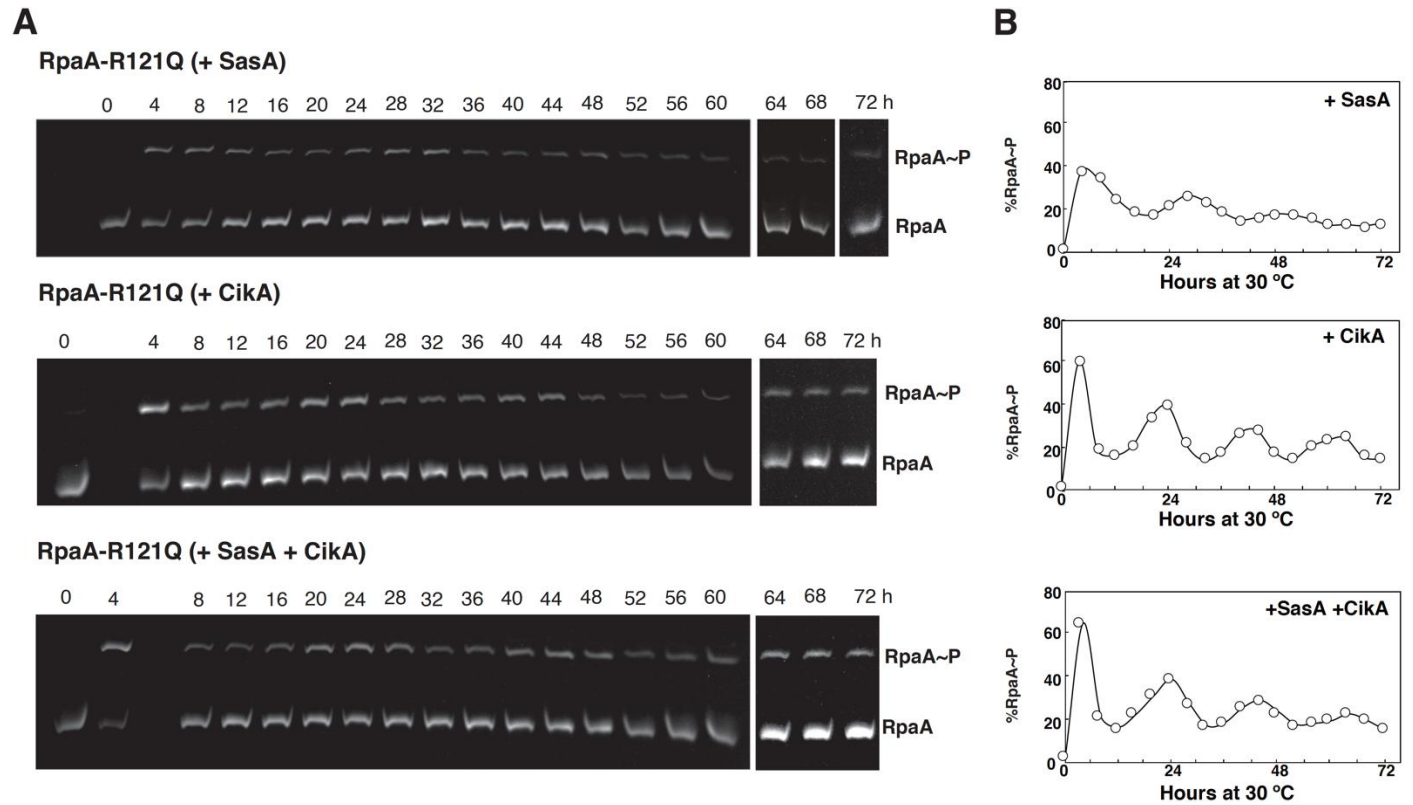 A
RpaA-R121Q (+ SasA)
0 4 8 12 16 20 24 28 32 36 40 44 48 52 56 60 64 68 72 h
RpaA~P
RpaA
RpaA-R121Q (+ CikA)
0 4 8 12 16 20 24 28 32 36 40 44 48 52 56 60 64 68 72 h
RpaA~P
RpaA
RpaA-R121Q (+ SasA + CikA)
0 4 8 12 16 20 24 28 32 36 40 44 48 52 56 60 64 68 72 h
RpaA~P
RpaA
B
+ SasA
%RpaA~P
80
60
40
20
0
0 24 48 72
Hours at 30 ºC
+ CikA
%RpaA~P
80
60
40
20
0
0 24 48 72
Hours at 30 ºC
+SasA +CikA
%RpaA~P
80
60
40
20
0
0 24 48 72
Hours at 30 ºC